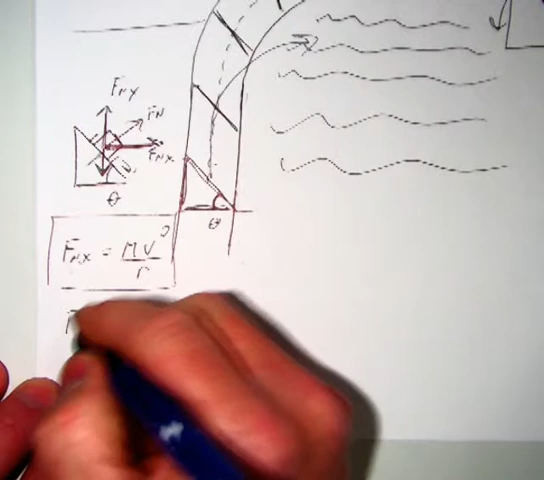 FNY
FN
FNX
θ
θ
FNX = MV² / r
F